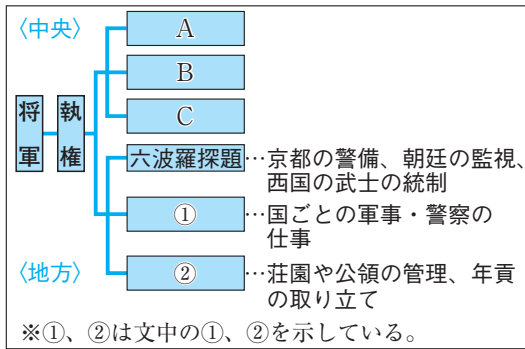 〈中央〉
A
B
C
将軍
執権
六波羅探題…京都の警備、朝廷の監視、
西国の武士の統制
①…国ごとの軍事・警察の
仕事
〈地方〉
②…荘園や公領の管理、年貢
の取り立て
※①、②は文中の①、②を示している。